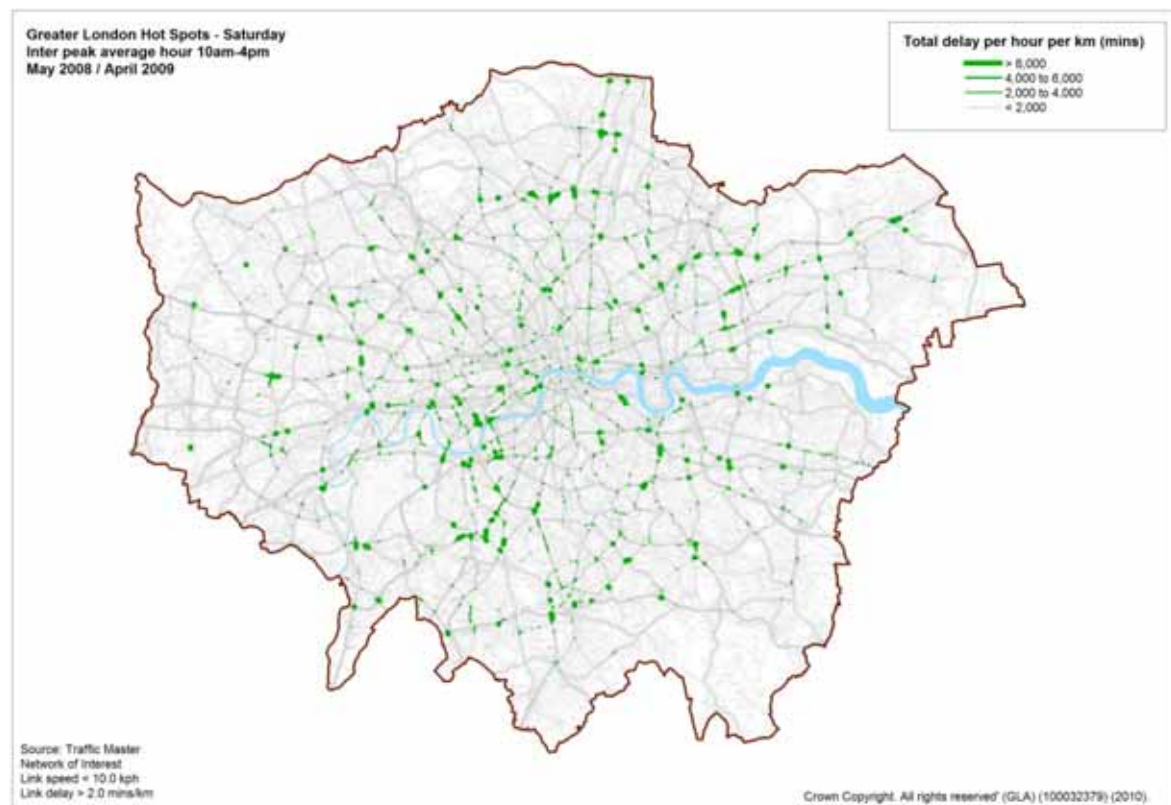 Greater London Hot Spots - Saturday
Inter peak average hour 10am-4pm
May 2008 / April 2009
Total delay per hour per km (mins)
> 6,000
4,000 to 6,000
2,000 to 4,000
< 2,000
Source: Traffic Master
Network of Interest
Link speed < 10.0 kph
Link delay > 2.0 mins/km
Crown Copyright. All rights reserved' (GLA) (100032379) (2010).